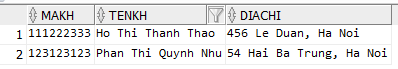 MAKH TENKH DIACHI
1 111222333 Ho Thi Thanh Thao 456 Le Duan, Ha Noi
2 123123123 Phan Thi Quynh Nhu 54 Hai Ba Trung, Ha Noi